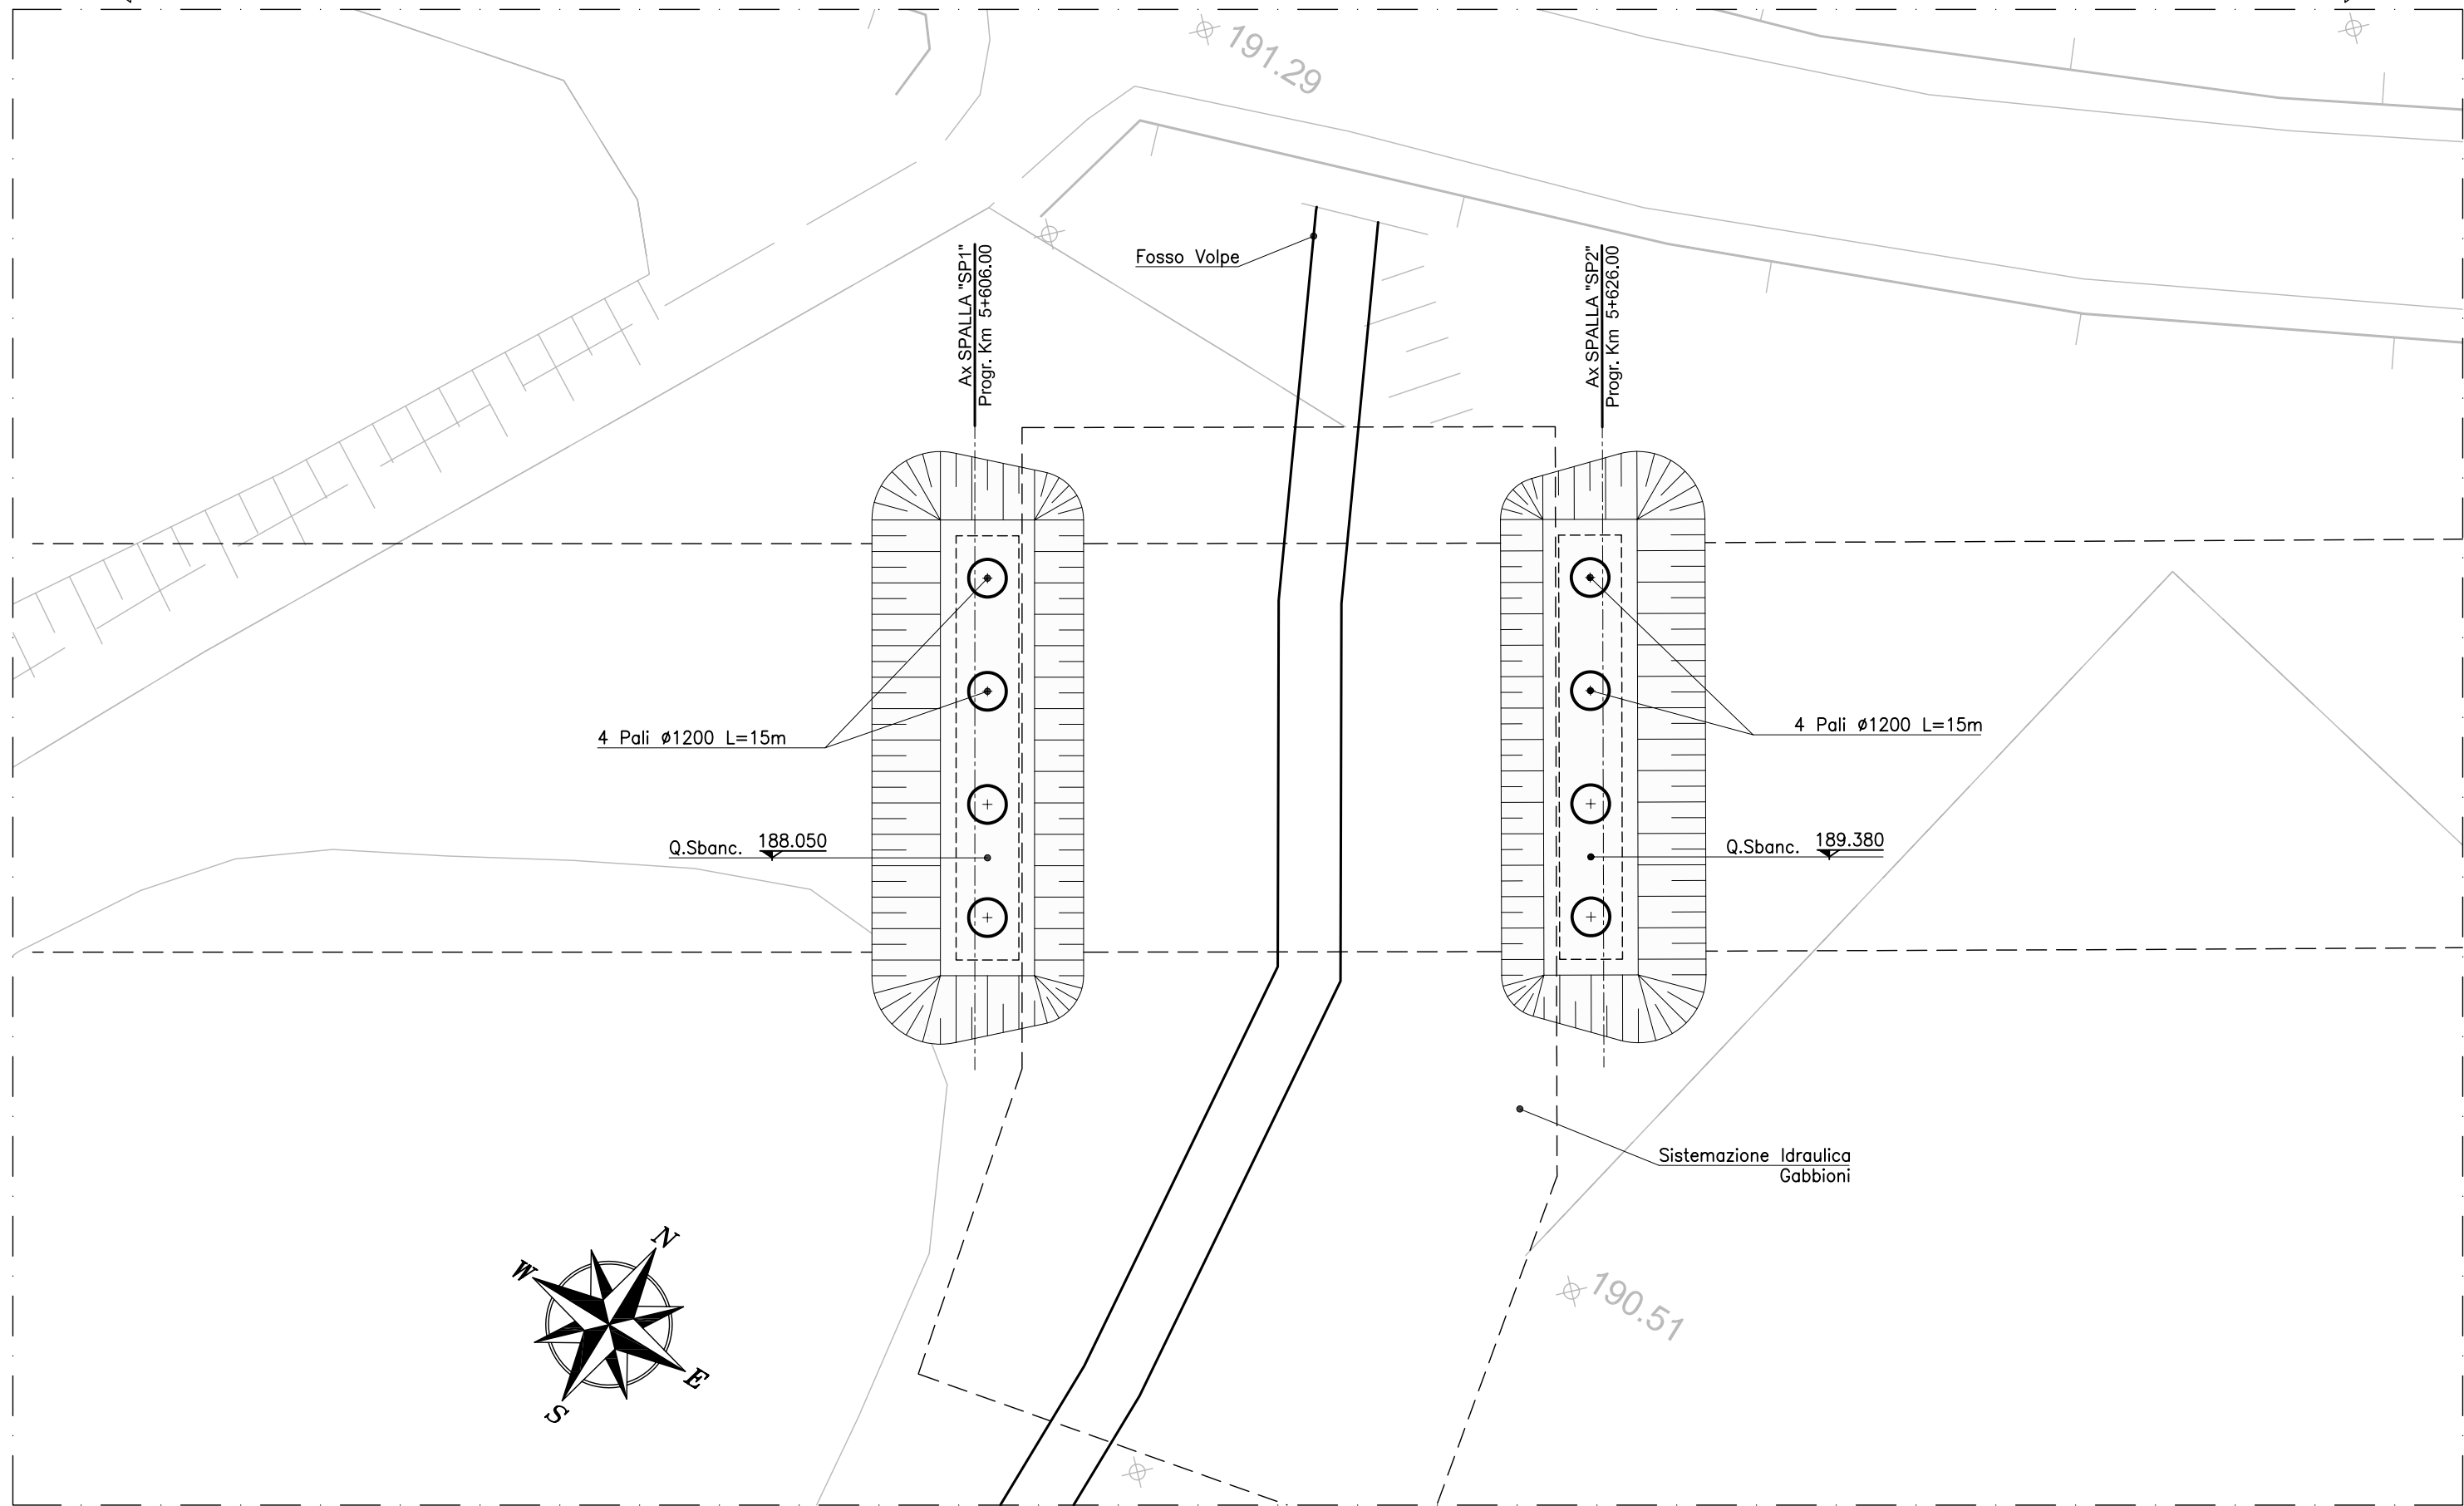 191.29
Fosso Volpe
Ax SPALLA "SP1"
Progr. Km 5+606.00
Ax SPALLA "SP2"
Progr. Km 5+626.00
4 Pali ø1200 L=15m
4 Pali ø1200 L=15m
Q.Sbanc. 188.050
Q.Sbanc. 189.380
Sistemazione Idraulica
Gabbioni
N
W
E
S
190.51